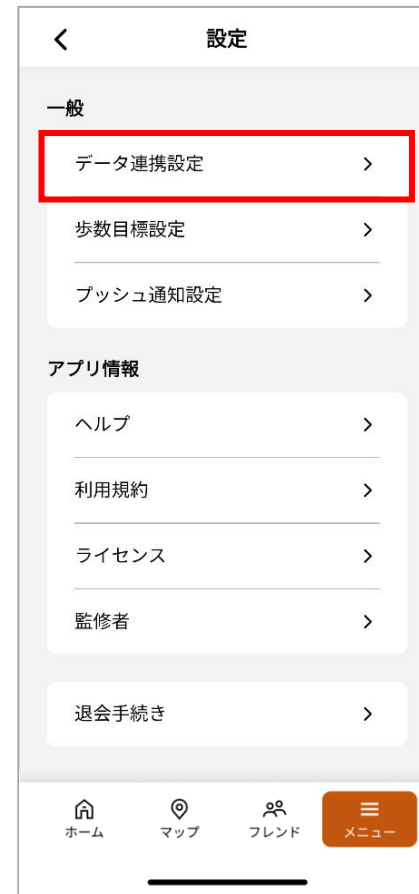 設定
一般
データ連携設定
歩数目標設定
プッシュ通知設定
アプリ情報
ヘルプ
利用規約
ライセンス
監修者
退会手続き
ホーム マップ フレンド メニュー